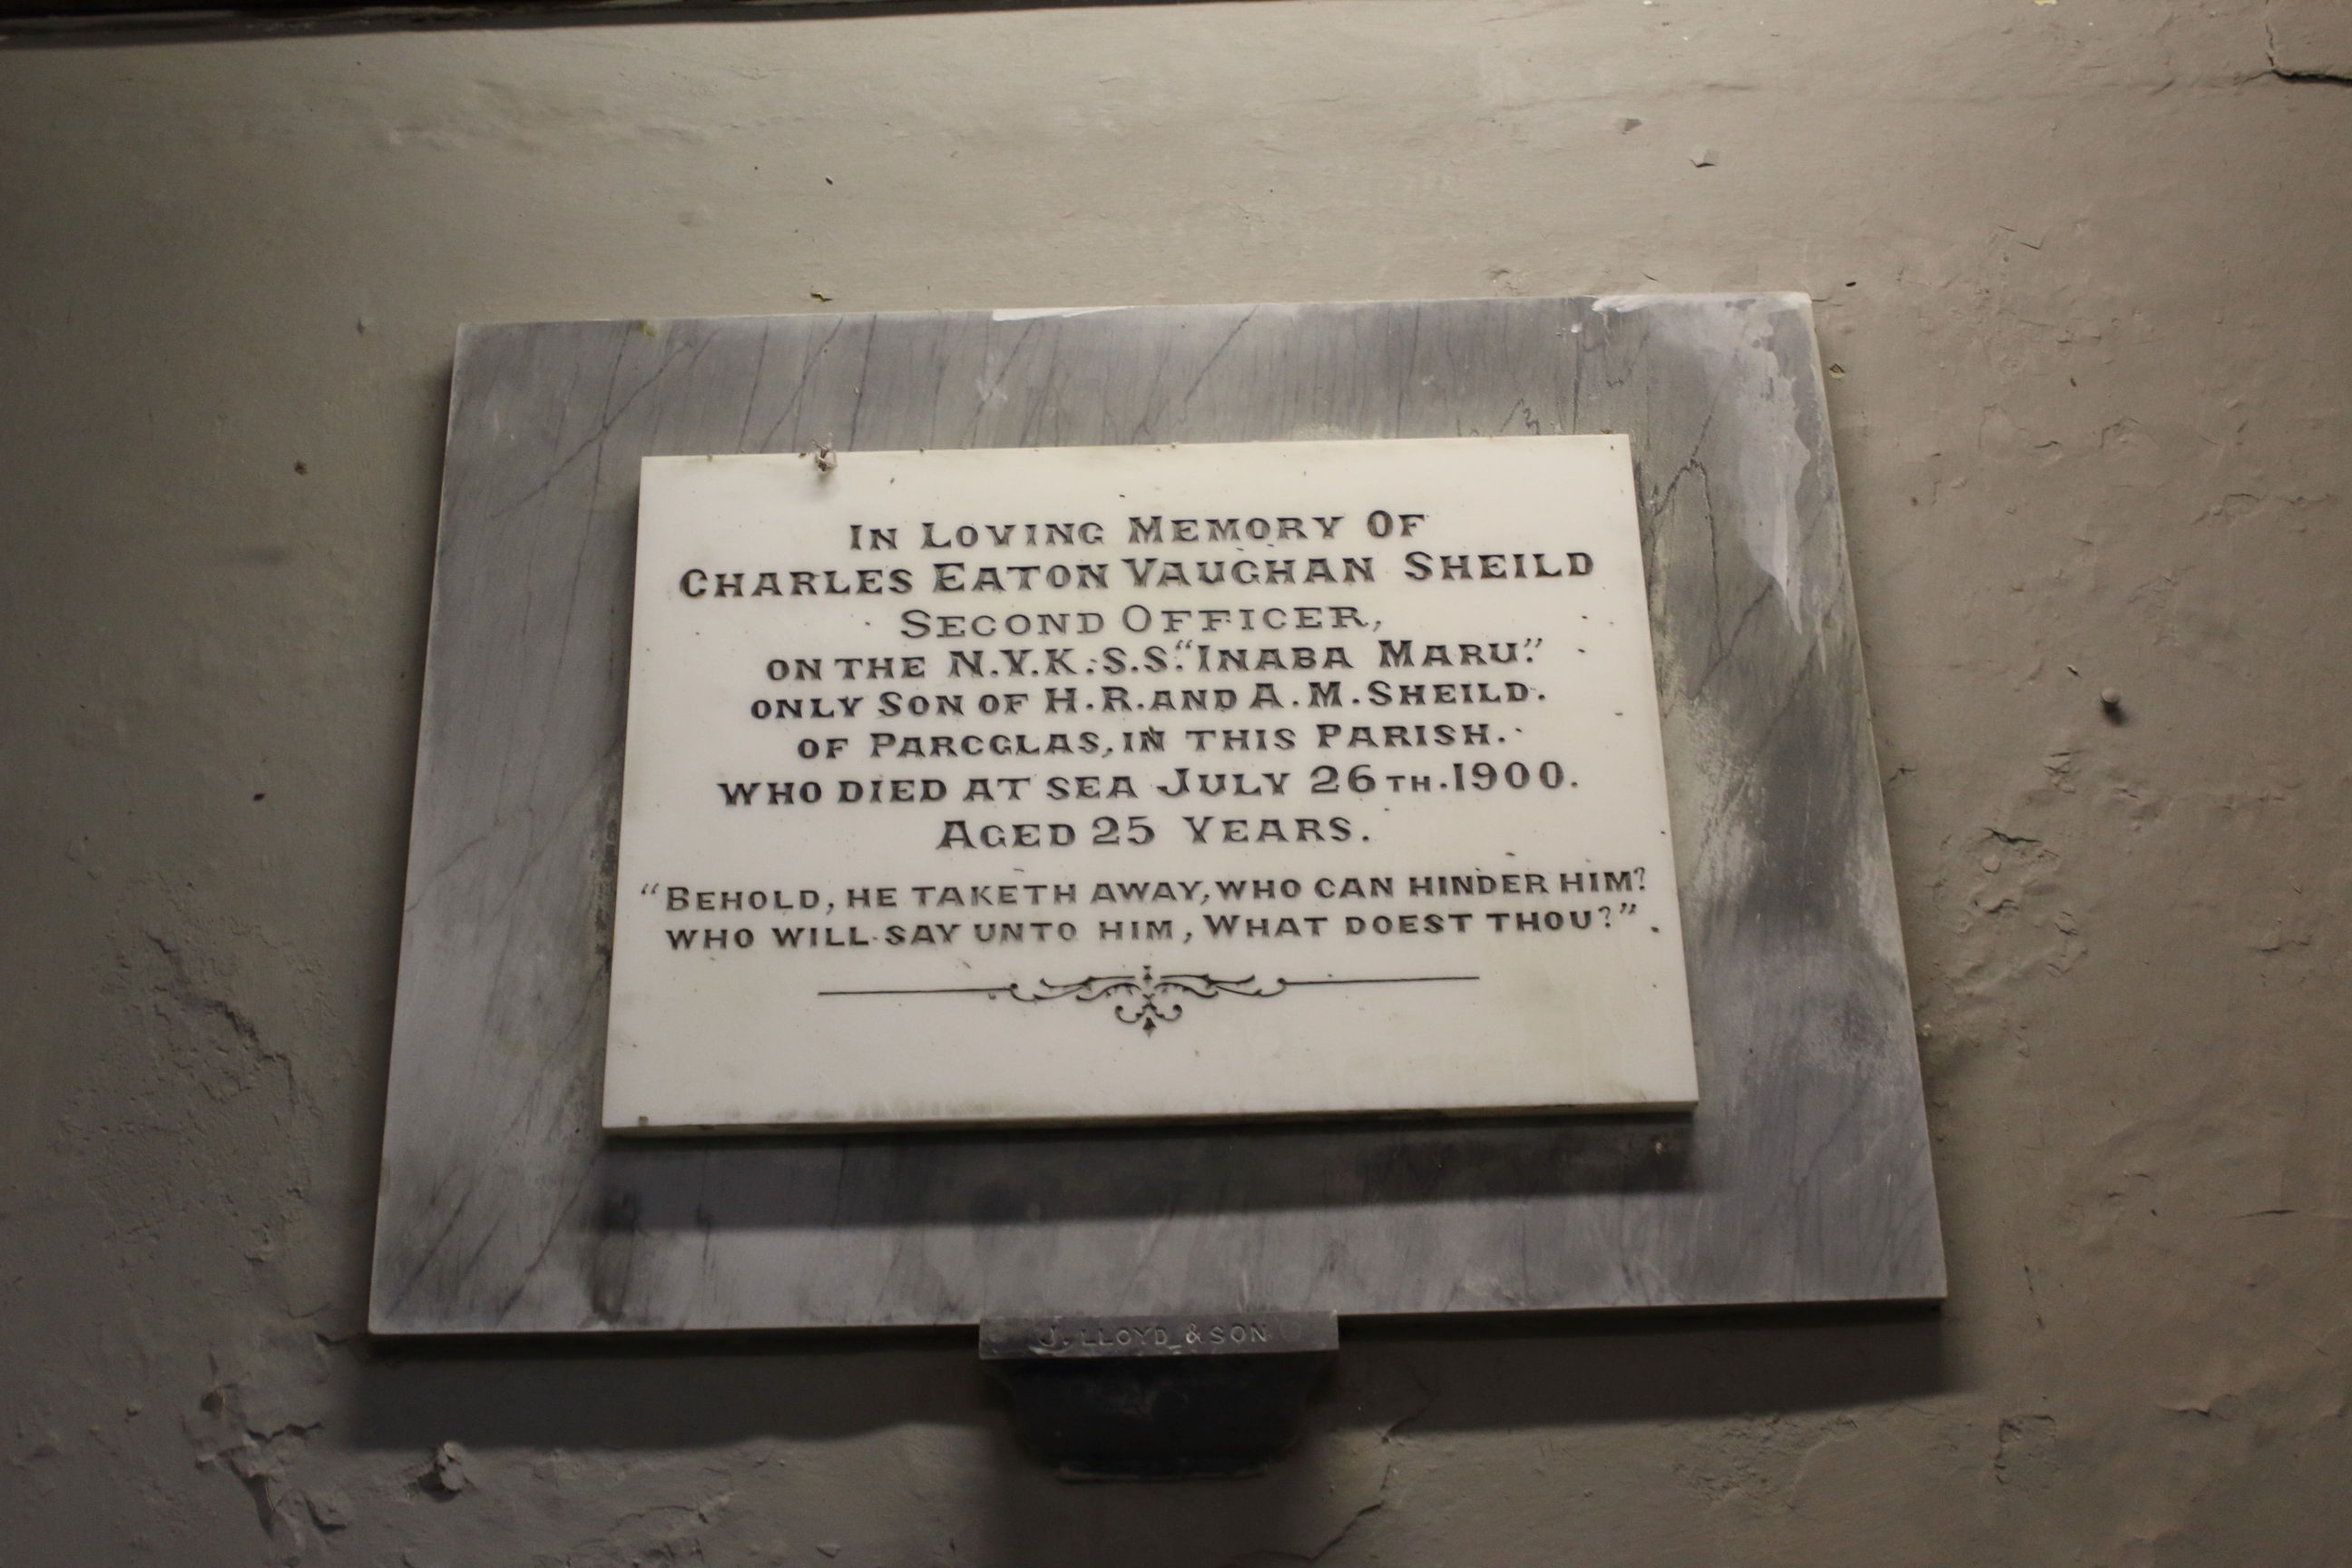 In Loving Memory Of
Charles Eaton Vaughan Sheild
Second Officer,
on the N.Y.K. S.S. "Inaba Maru."
only Son of H.R. and A.M. Sheild.
of Parcglas, in this Parish.
who died at sea July 26th. 1900.
Aged 25 Years.
"Behold, he taketh away, who can hinder him?
who will say unto him, What doest thou?".
J. LLOYD & SON